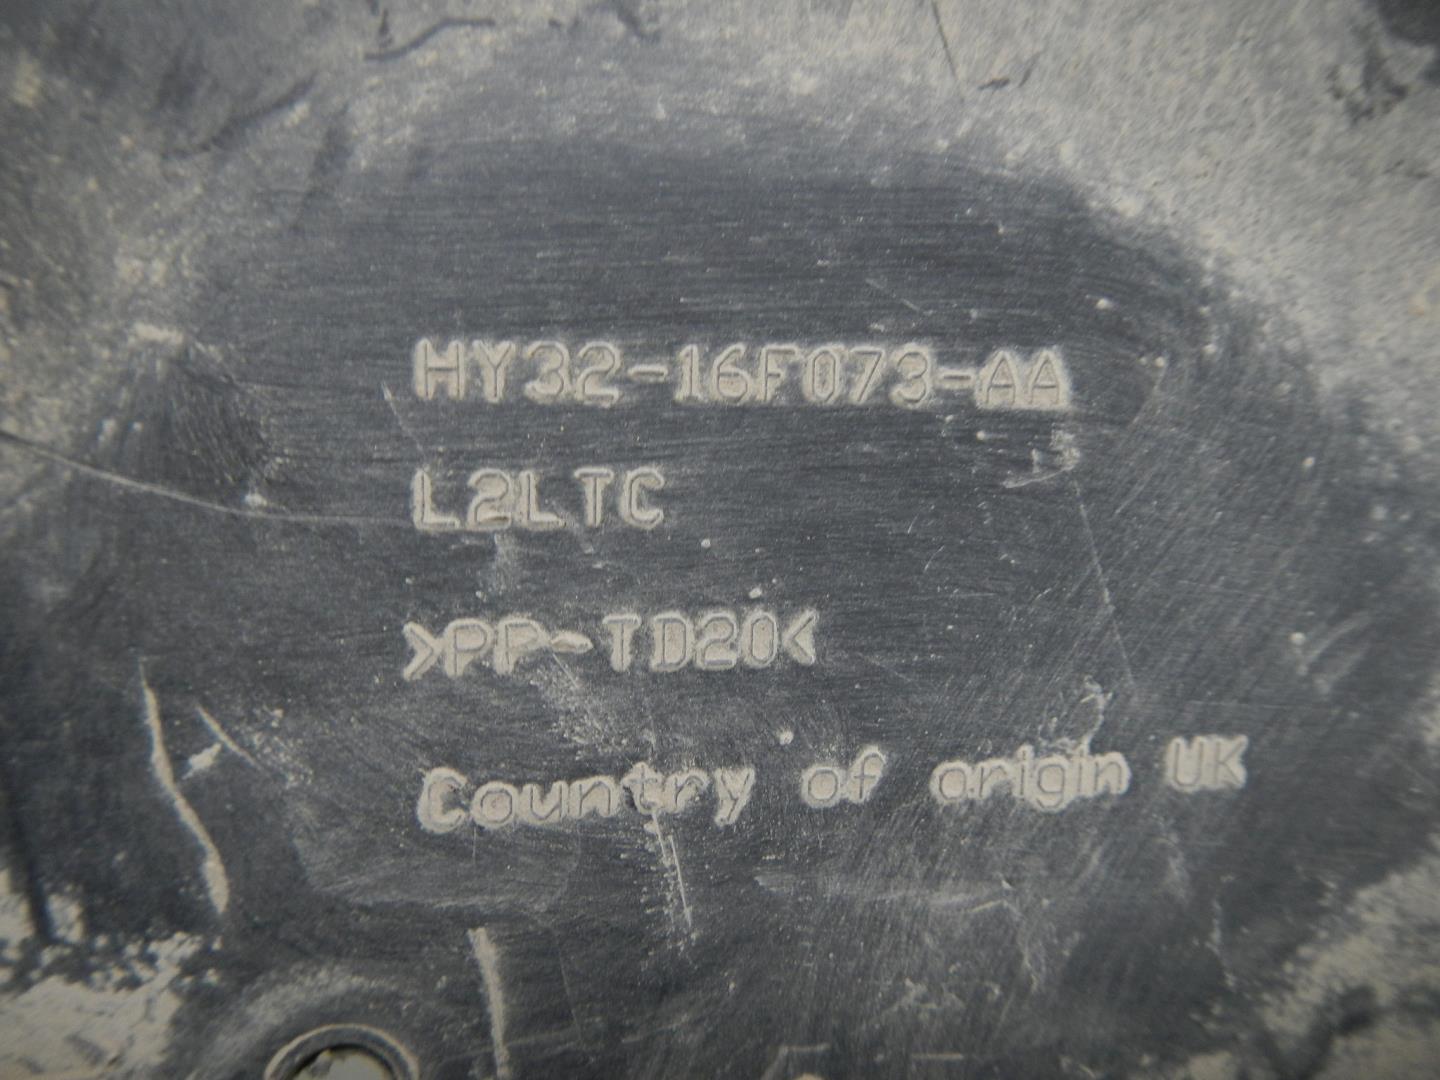 HY32-16F073-AA
L2LTC
>PP-TD20<
Country of origin UK